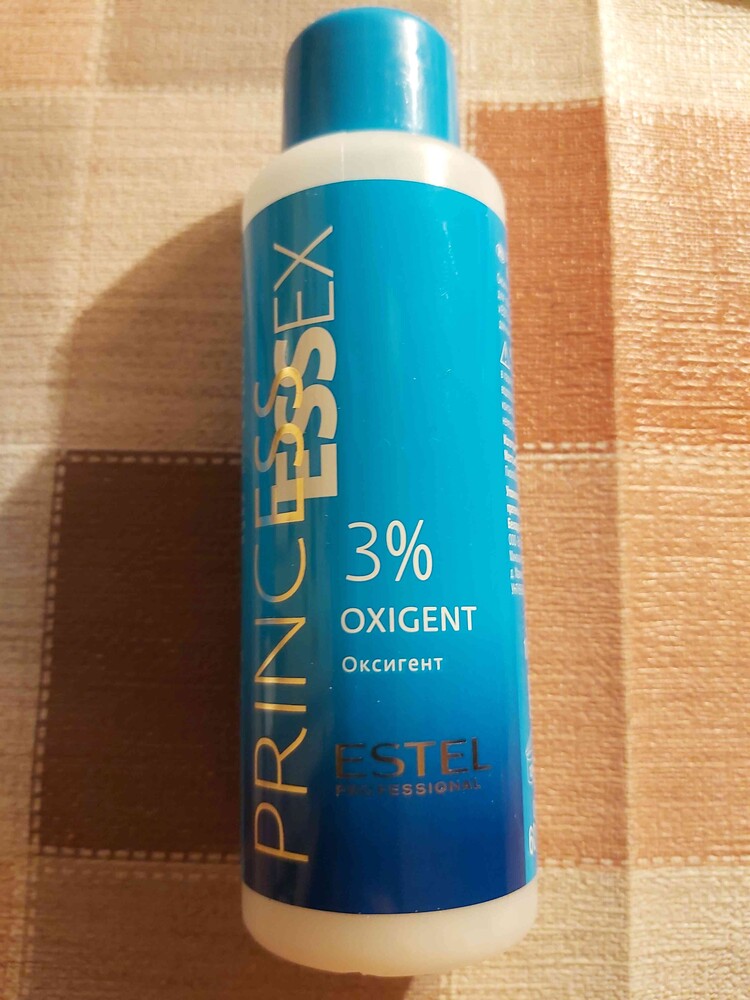 PRINCESS
ESSEX
3%
OXIGENT
Оксигент
ESTEL
PROFESSIONAL